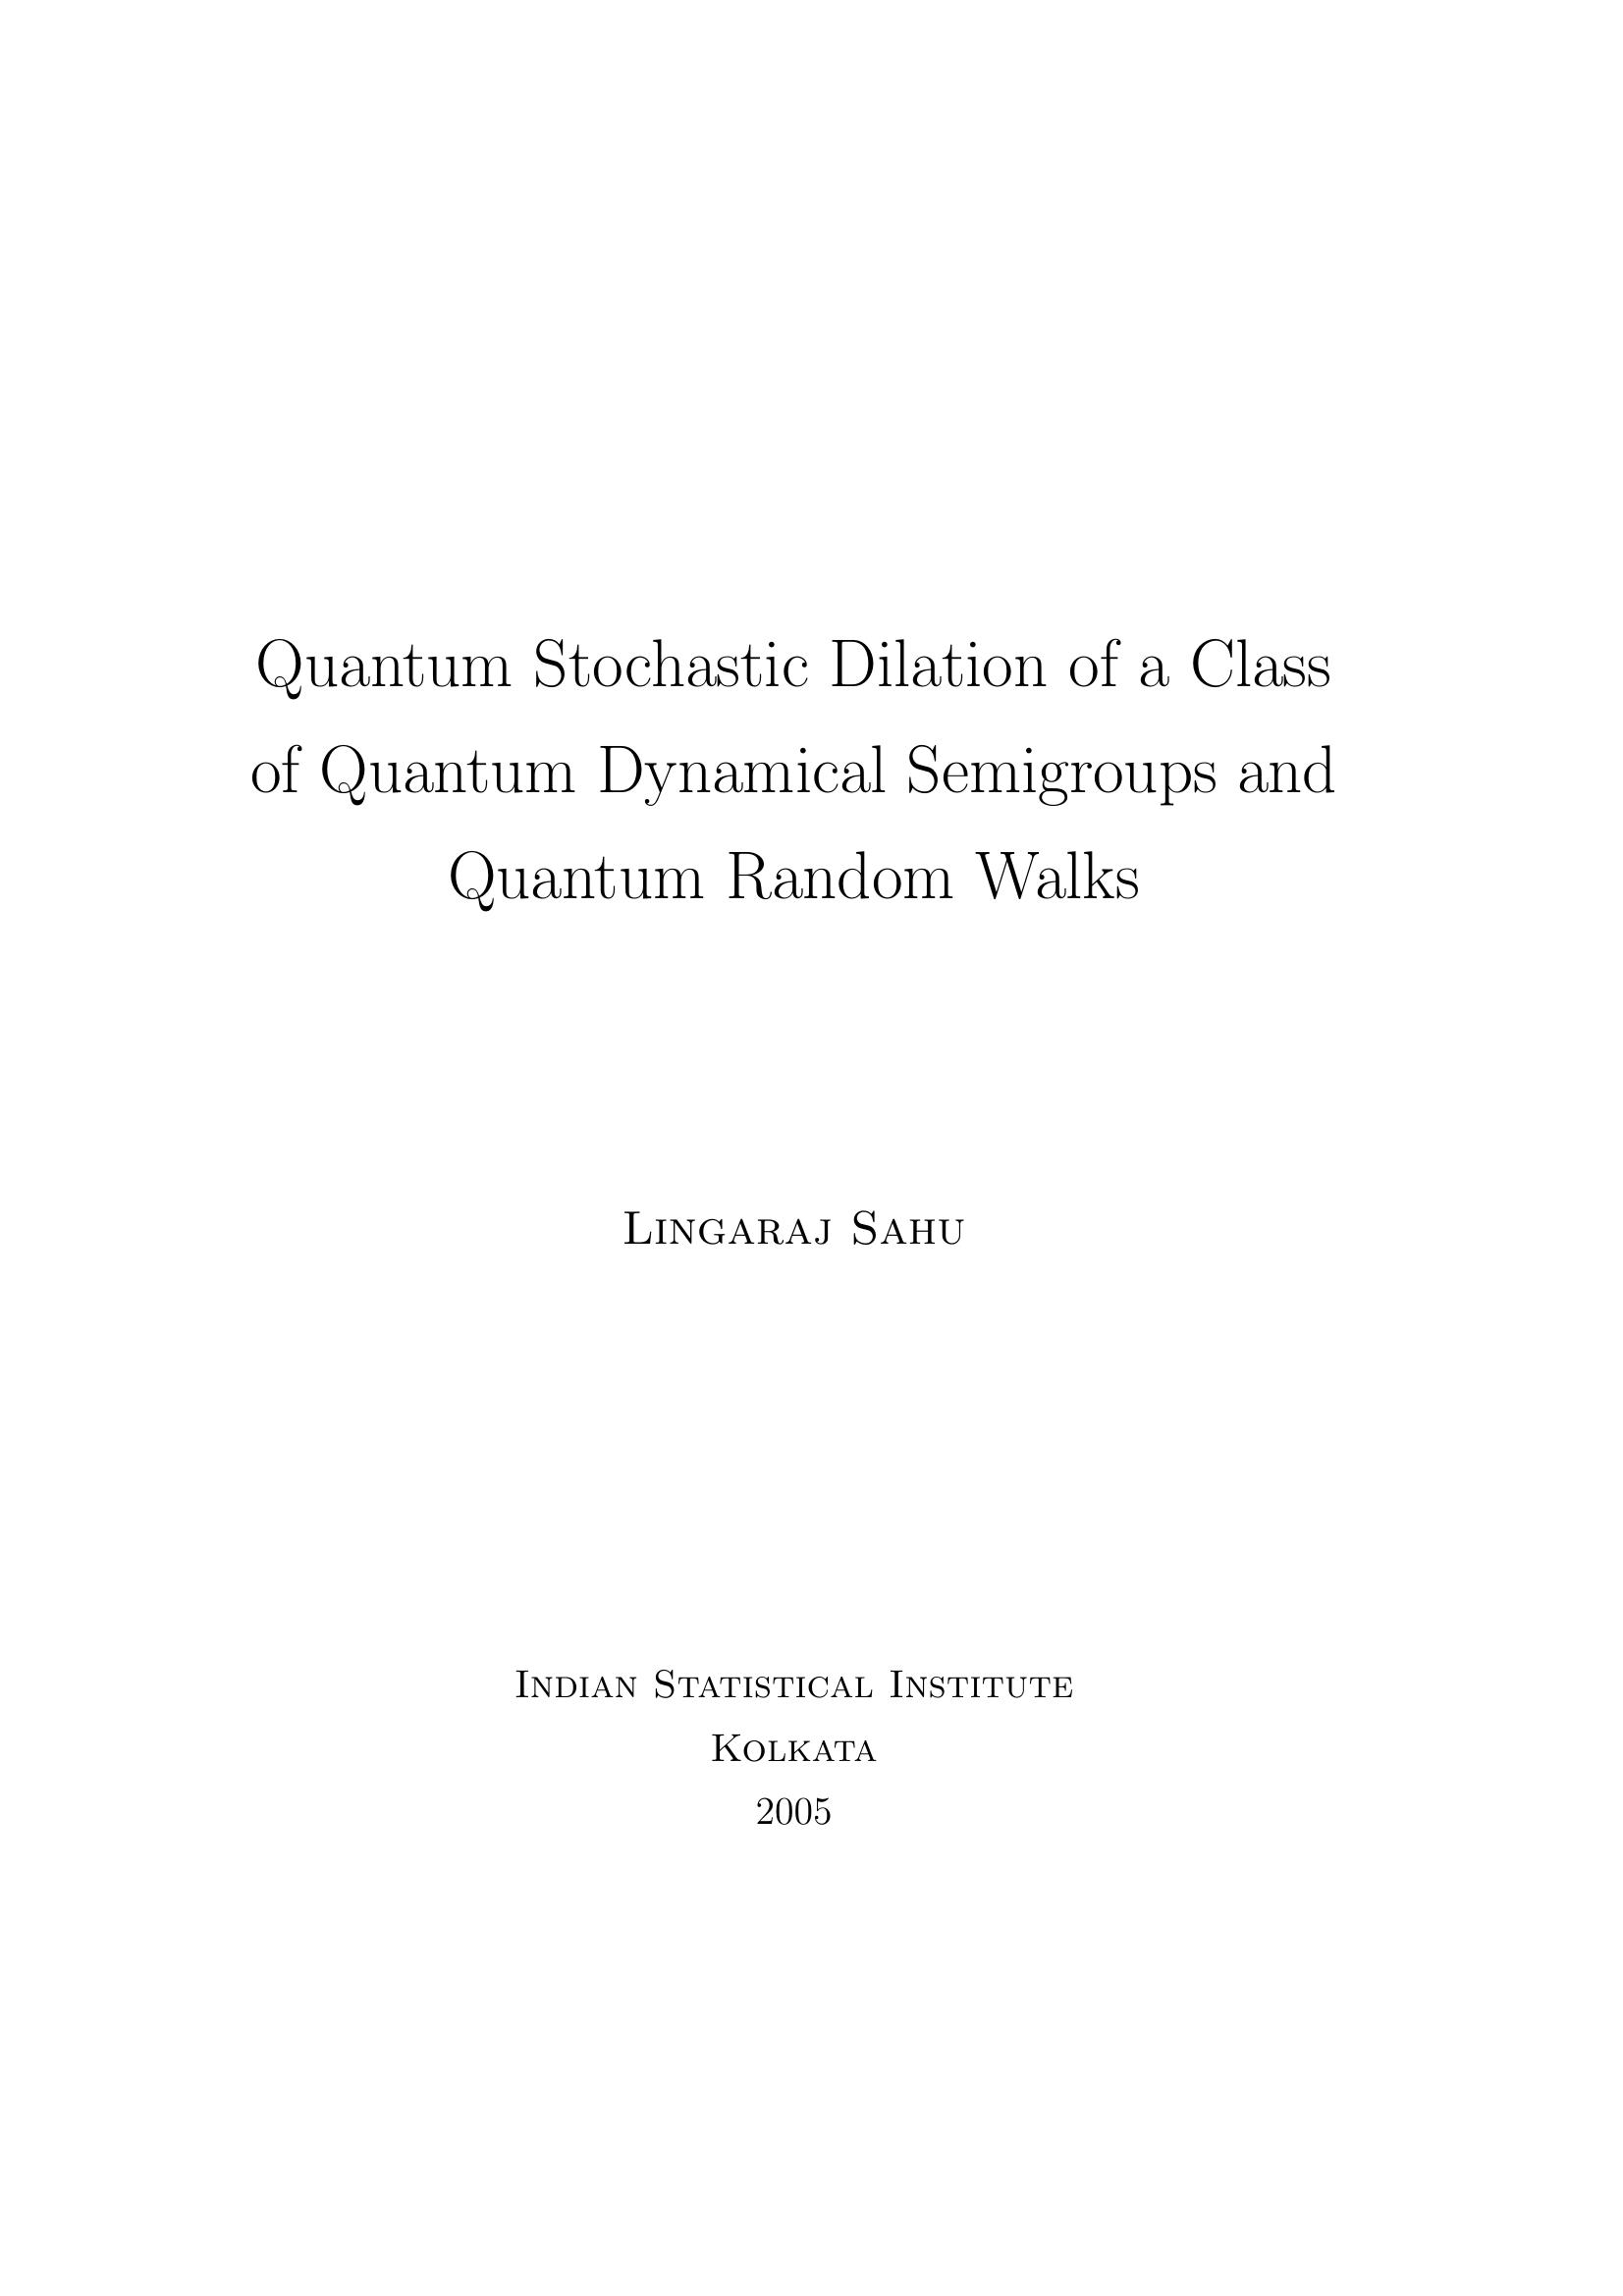 Quantum Stochastic Dilation of a Class
of Quantum Dynamical Semigroups and
Quantum Random Walks
Lingaraj Sahu
Indian Statistical Institute
Kolkata
2005